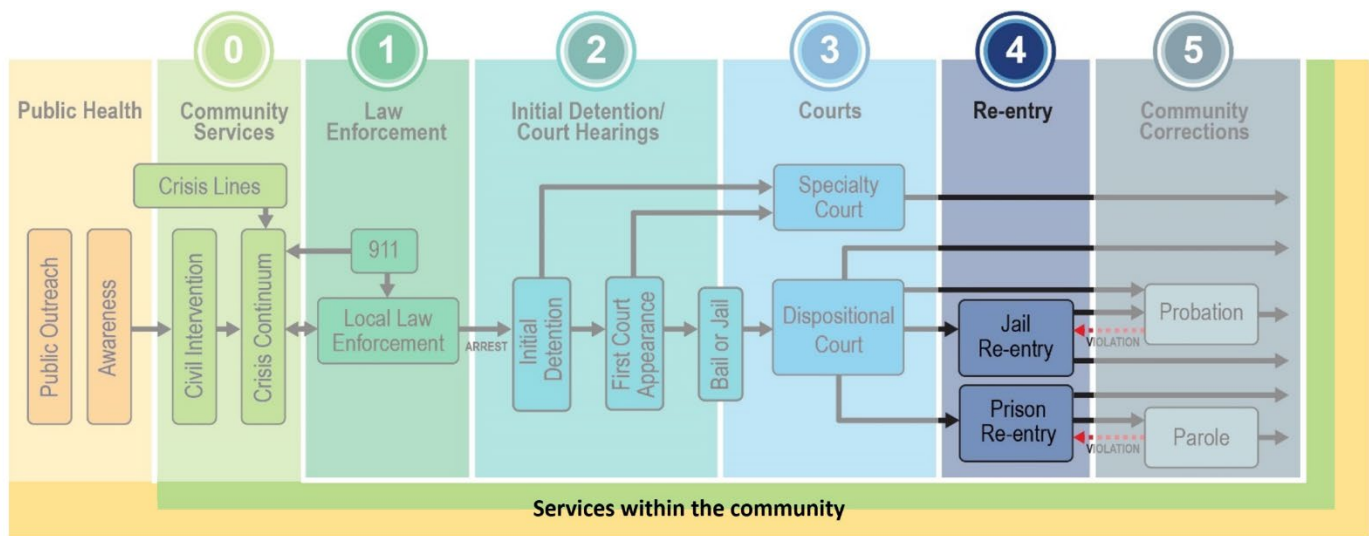 0
1
2
3
4
5
Public Health
Community
Services
Law
Enforcement
Initial Detention/
Court Hearings
Courts
Re-entry
Community
Corrections
Crisis Lines
Public Outreach
Awareness
Civil Intervention
Crisis Continuum
911
Local Law
Enforcement
ARREST
Initial
Detention
First Court
Appearance
Bail or Jail
Specialty
Court
Dispositional
Court
Jail
Re-entry
Prison
Re-entry
VIOLATION
Probation
VIOLATION
Parole
Services within the community